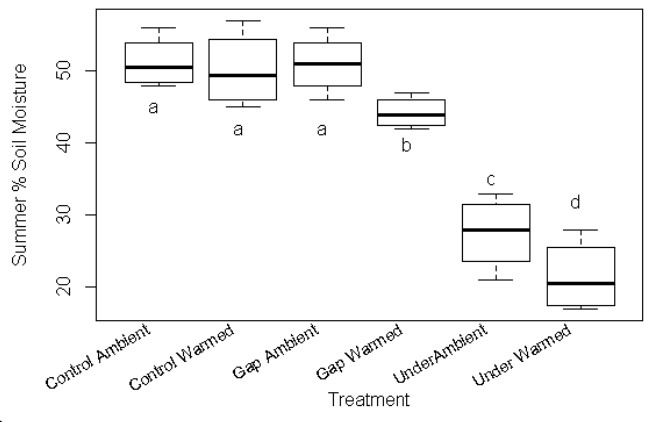 Summer % Soil Moisture
50
40
30
20
a
a
a
b
c
d
Control Ambient
Control Warmed
Gap Ambient
Gap Warmed
UnderAmbient
Under Warmed
Treatment